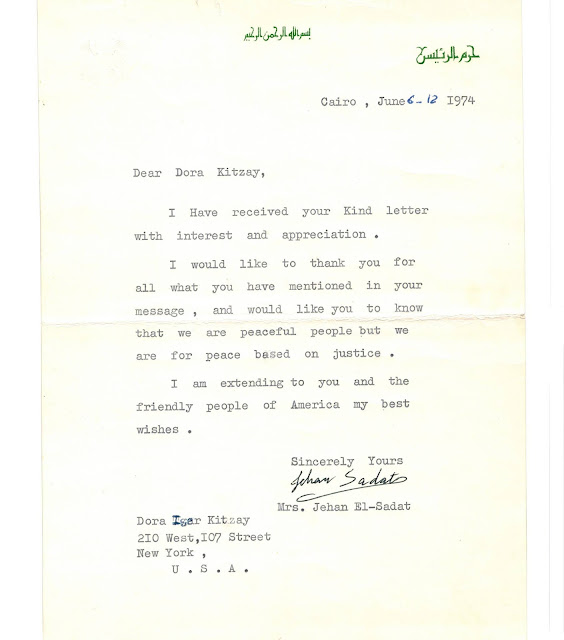 بسم الله الرحمن الرحيم
حرم الرئيس
Cairo , June 6-12 1974
Dear Dora Kitzay,
I Have received your Kind letter
with interest and appreciation .
I would like to thank you for
all what you have mentioned in your
message , and would like you to know
that we are peaceful people but we
are for peace based on justice .
I am extending to you and the
friendly people of America my best
wishes .
Sincerely Yours
Jehan Sadat
Mrs. Jehan El-Sadat
Dora Kitzay
2I0 West,I07 Street
New York ,
U . S . A .